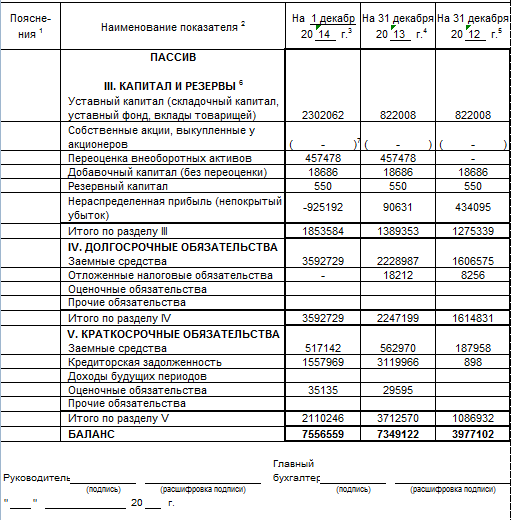 Поясне- Наименование показателя 2 На 1 декабр На 31 декабря На 31 декабря
ния 1 20 14 г.3 20 13 г.4 20 12 г.5
ПАССИВ
III. КАПИТАЛ И РЕЗЕРВЫ 6
Уставный капитал (складочный капитал,
уставный фонд, вклады товарищей) 2302062 822008 822008
Собственные акции, выкупленные у
акционеров ( - )7 ( - ) ( - )
Переоценка внеоборотных активов 457478 457478 -
Добавочный капитал (без переоценки) 18686 18686 18686
Резервный капитал 550 550 550
Нераспределенная прибыль (непокрытый
убыток) -925192 90631 434095
Итого по разделу III 1853584 1389353 1275339
IV. ДОЛГОСРОЧНЫЕ ОБЯЗАТЕЛЬСТВА
Заемные средства 3592729 2228987 1606575
Отложенные налоговые обязательства - 18212 8256
Оценочные обязательства
Прочие обязательства
Итого по разделу IV 3592729 2247199 1614831
V. КРАТКОСРОЧНЫЕ ОБЯЗАТЕЛЬСТВА
Заемные средства 517142 562970 187958
Кредиторская задолженность 1557969 3119966 898
Доходы будущих периодов
Оценочные обязательства 35135 29595
Прочие обязательства
Итого по разделу V 2110246 3712570 1086932
БАЛАНС 7556559 7349122 3977102
Главный
Руководитель бухгалтер
(подпись) (расшифровка подписи) (подпись) (расшифровка подписи)
" " 20 г.